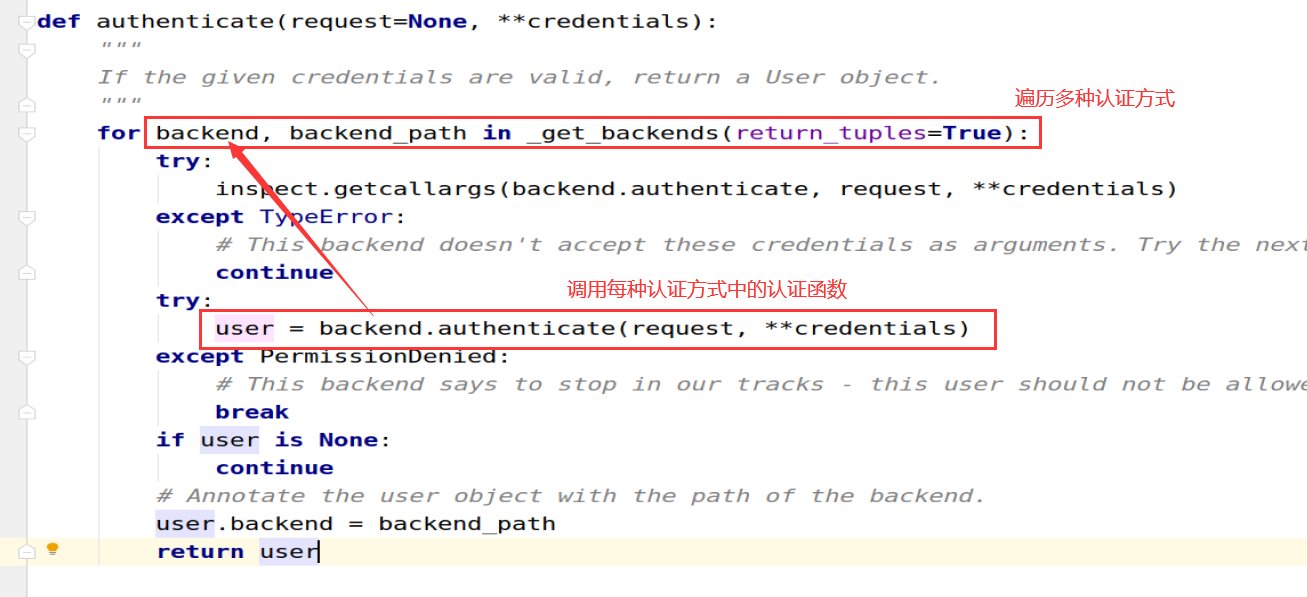 def authenticate(request=None, **credentials):
"""
If the given credentials are valid, return a User object.
"""
遍历多种认证方式
for backend, backend_path in _get_backends(return_tuples=True):
try:
inspect.getcallargs(backend.authenticate, request, **credentials)
except TypeError:
# This backend doesn't accept these credentials as arguments. Try the next
continue
调用每种认证方式中的认证函数
try:
user = backend.authenticate(request, **credentials)
except PermissionDenied:
# This backend says to stop in our tracks - this user should not be allowe
break
if user is None:
continue
# Annotate the user object with the path of the backend.
user.backend = backend_path
return user